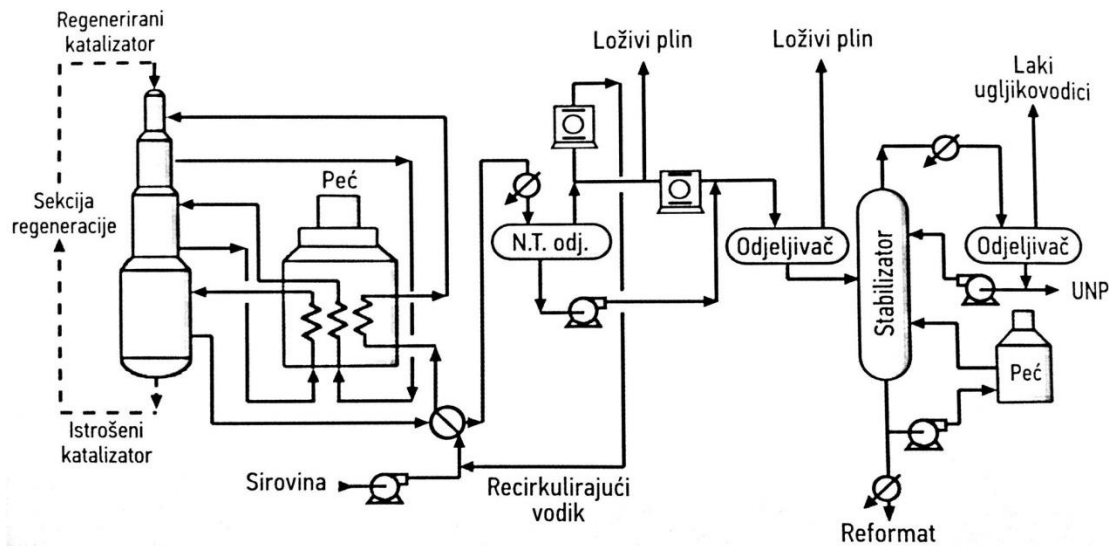 Regenerirani
katalizator
Sekcija
regeneracije
Istrošeni
katalizator
Peć
Sirovina
Recirkulirajući
vodik
N.T. odj.
Loživi plin
Loživi plin
Odjeljivač
Stabilizator
Laki
ugljikovodici
Odjeljivač
UNP
Peć
Reformat